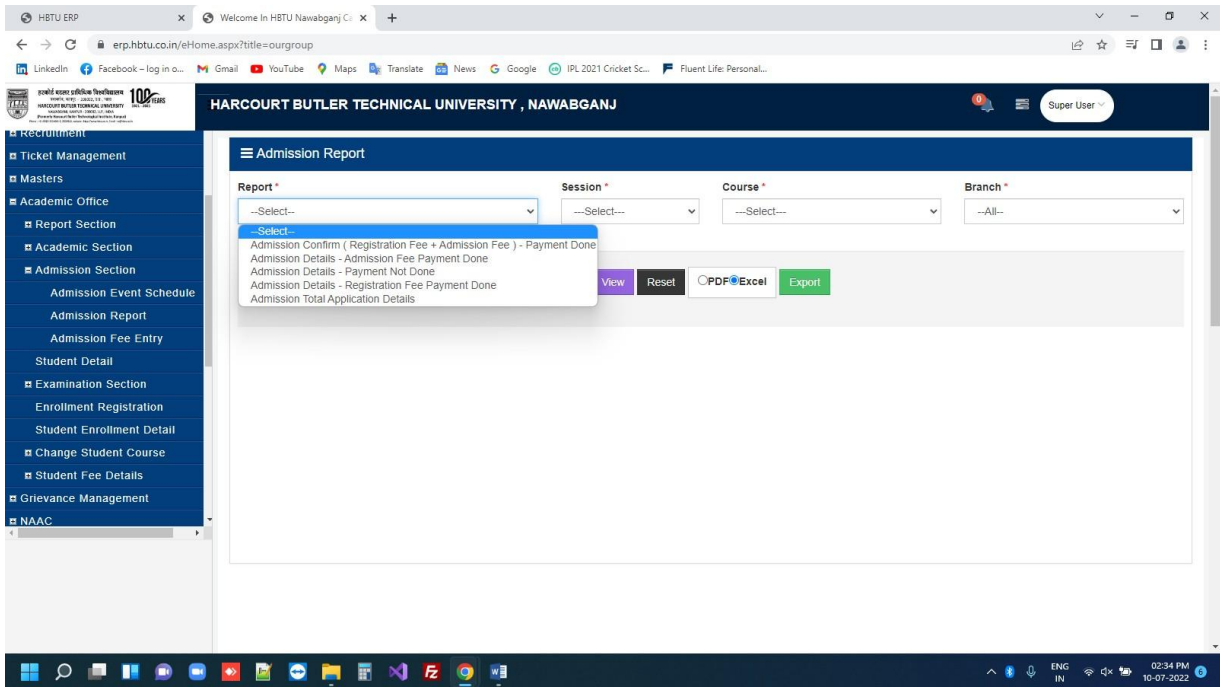 HBTU ERP
Welcome In HBTU Nawabganj Ca
erp.hbtu.co.in/eHome.aspx?title=ourgroup
LinkedIn Facebook – log in o... Gmail YouTube Maps Translate News Google IPL 2021 Cricket Sc... Fluent Life: Personal...
100 YEARS
HARCOURT BUTLER TECHNICAL UNIVERSITY , NAWABGANJ
0
Super User
Recruitment
Ticket Management
Masters
Academic Office
Report Section
Academic Section
Admission Section
Admission Event Schedule
Admission Report
Admission Fee Entry
Student Detail
Examination Section
Enrollment Registration
Student Enrollment Detail
Change Student Course
Student Fee Details
Grievance Management
NAAC
Admission Report
Report * Session * Course * Branch *
--Select-- ---Select--- ---Select--- --All--
--Select--
Admission Confirm ( Registration Fee + Admission Fee ) - Payment Done
Admission Details - Admission Fee Payment Done
Admission Details - Payment Not Done
Admission Details - Registration Fee Payment Done
Admission Total Application Details
View Reset PDF Excel Export
ENG
IN
02:34 PM
10-07-2022
6